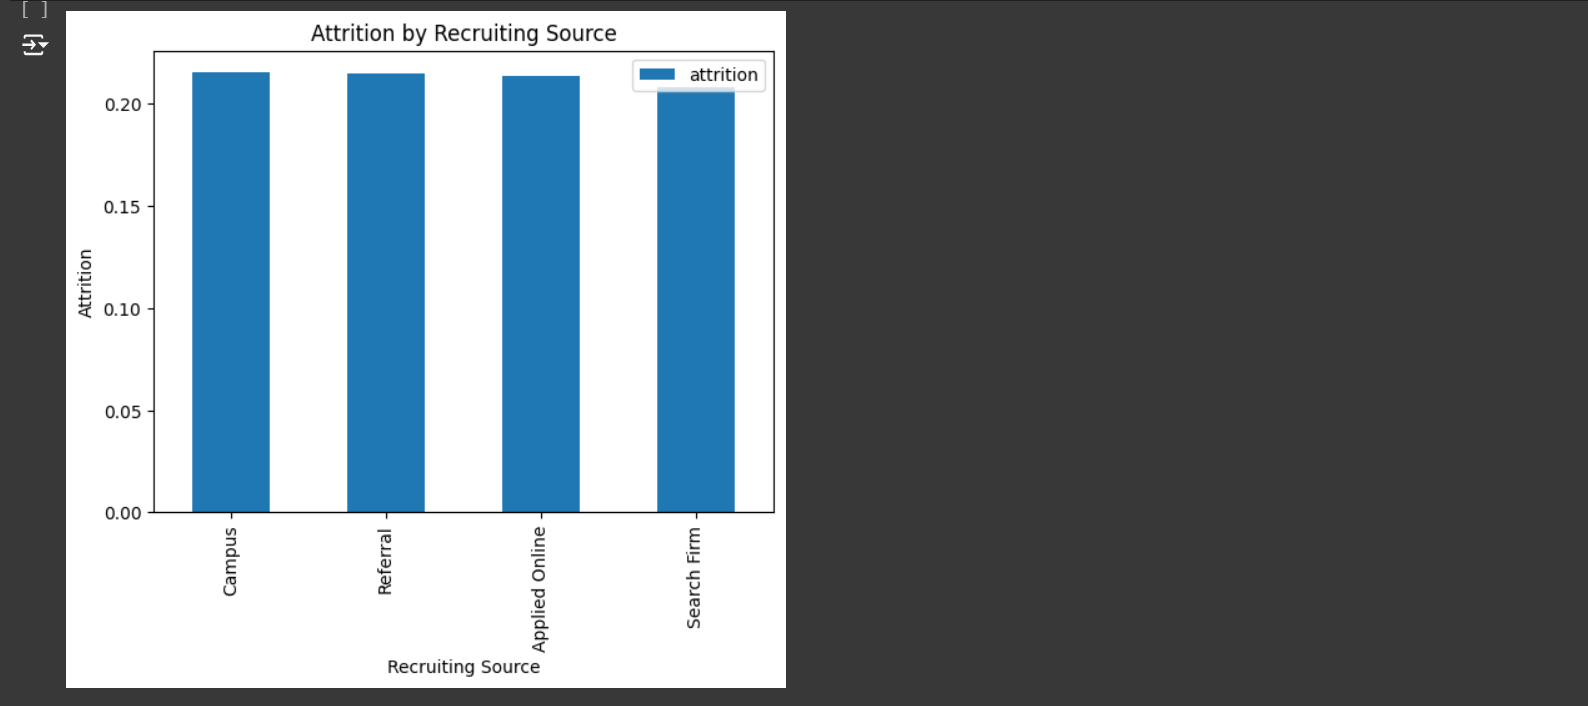 [ ]
Attrition by Recruiting Source
attrition
Attrition
0.20
0.15
0.10
0.05
0.00
Campus
Referral
Applied Online
Search Firm
Recruiting Source